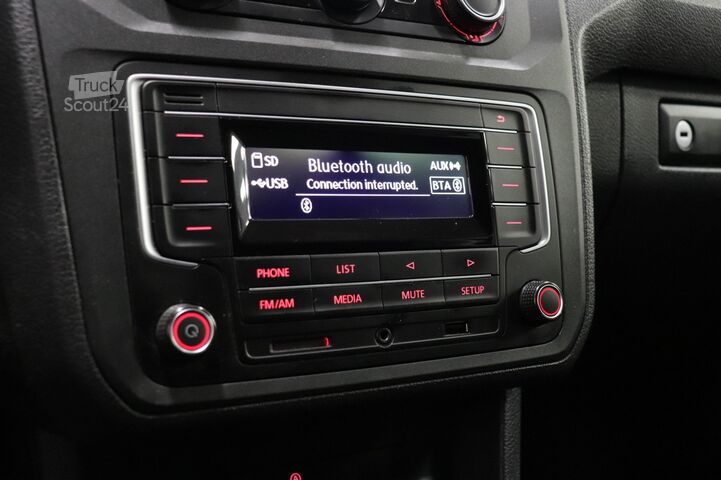 Truck
Scout24
SD
Bluetooth audio
AUX
USB
Connection interrupted.
BTA
PHONE
LIST
FM/AM
MEDIA
MUTE
SETUP